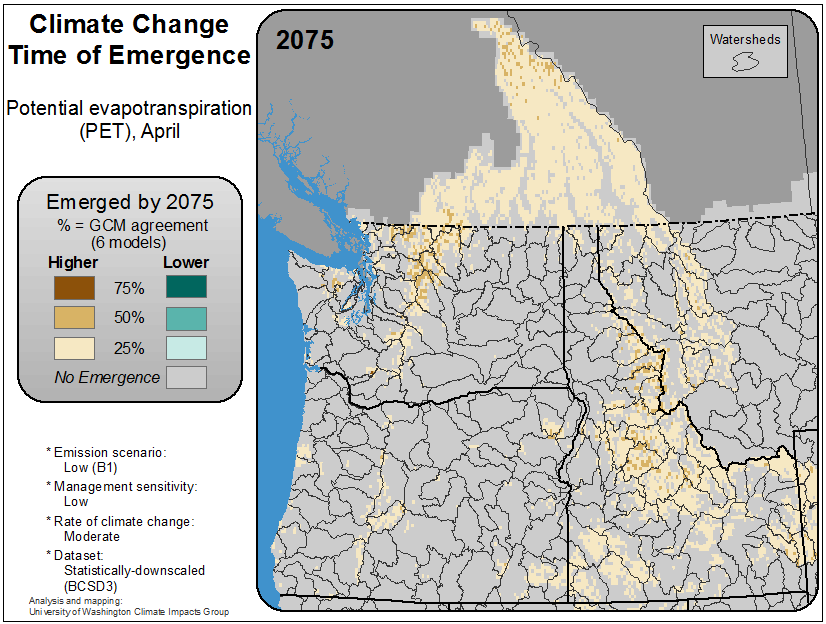 Climate Change
Time of Emergence
Potential evapotranspiration
(PET), April
Emerged by 2075
% = GCM agreement
(6 models)
Higher Lower
75%
50%
25%
No Emergence
* Emission scenario:
Low (B1)
* Management sensitivity:
Low
* Rate of climate change:
Moderate
* Dataset:
Statistically-downscaled
(BCSD3)
Analysis and mapping:
University of Washington Climate Impacts Group
2075
Watersheds